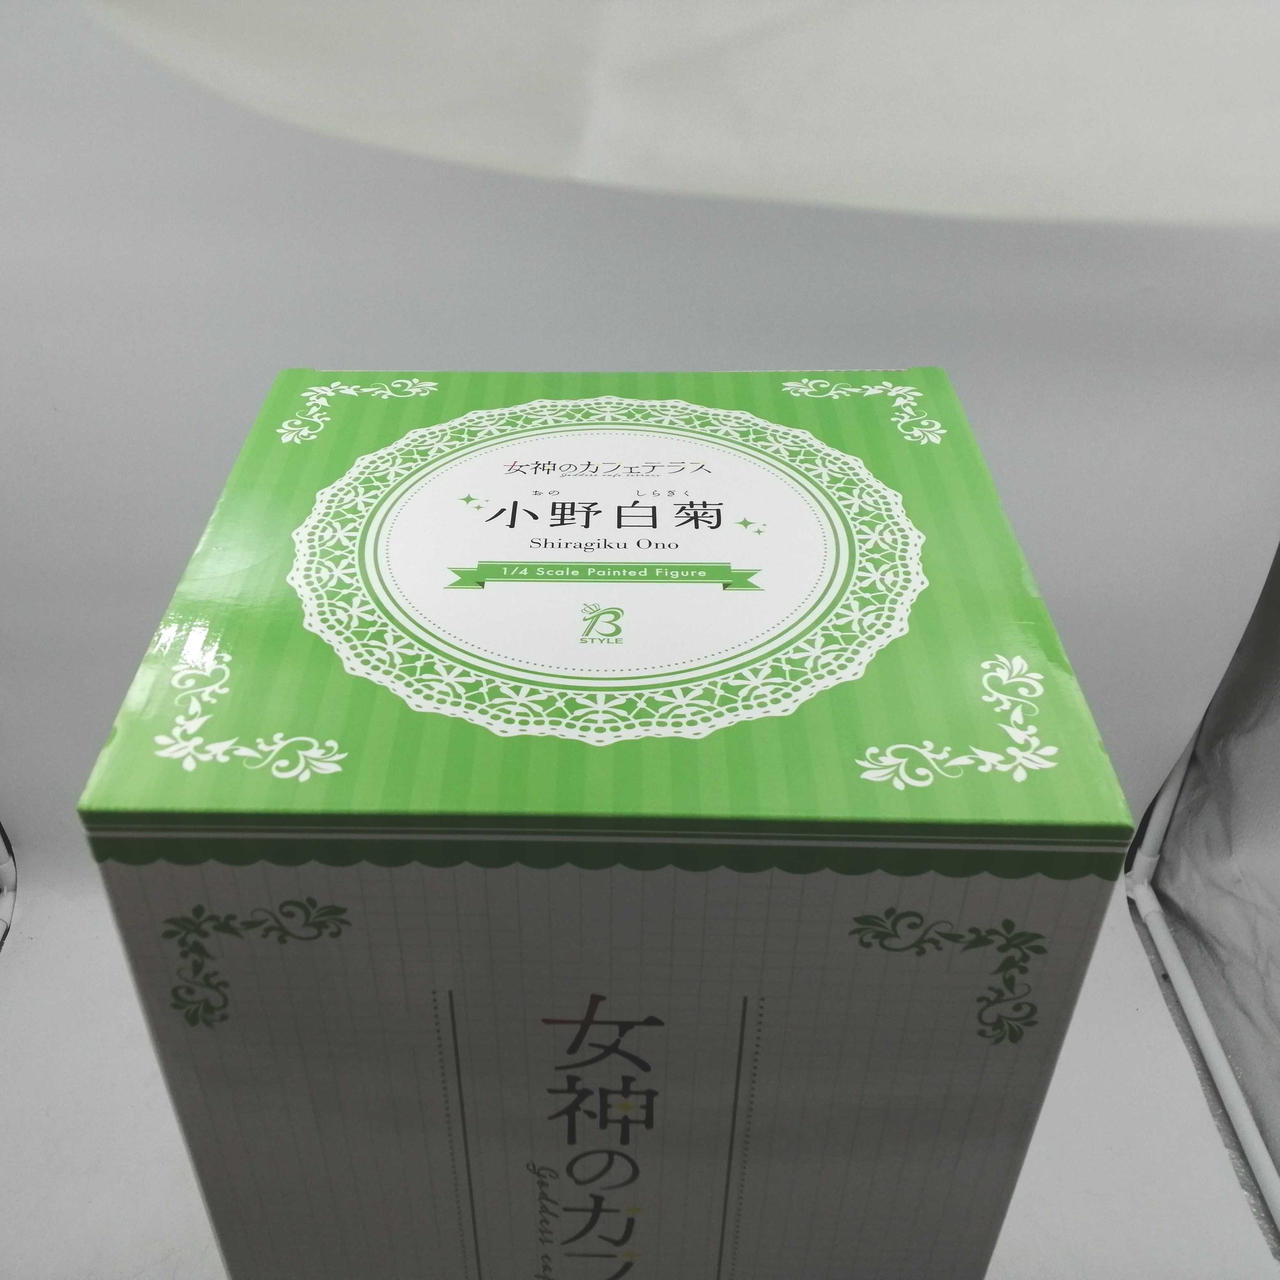 女神のカフェテラス
Goddess cafe terrace
おの しらぎく
小野白菊
Shiragiku Ono
1/4 Scale Painted Figure
B
STYLE
女神のカフ
Goddess caf